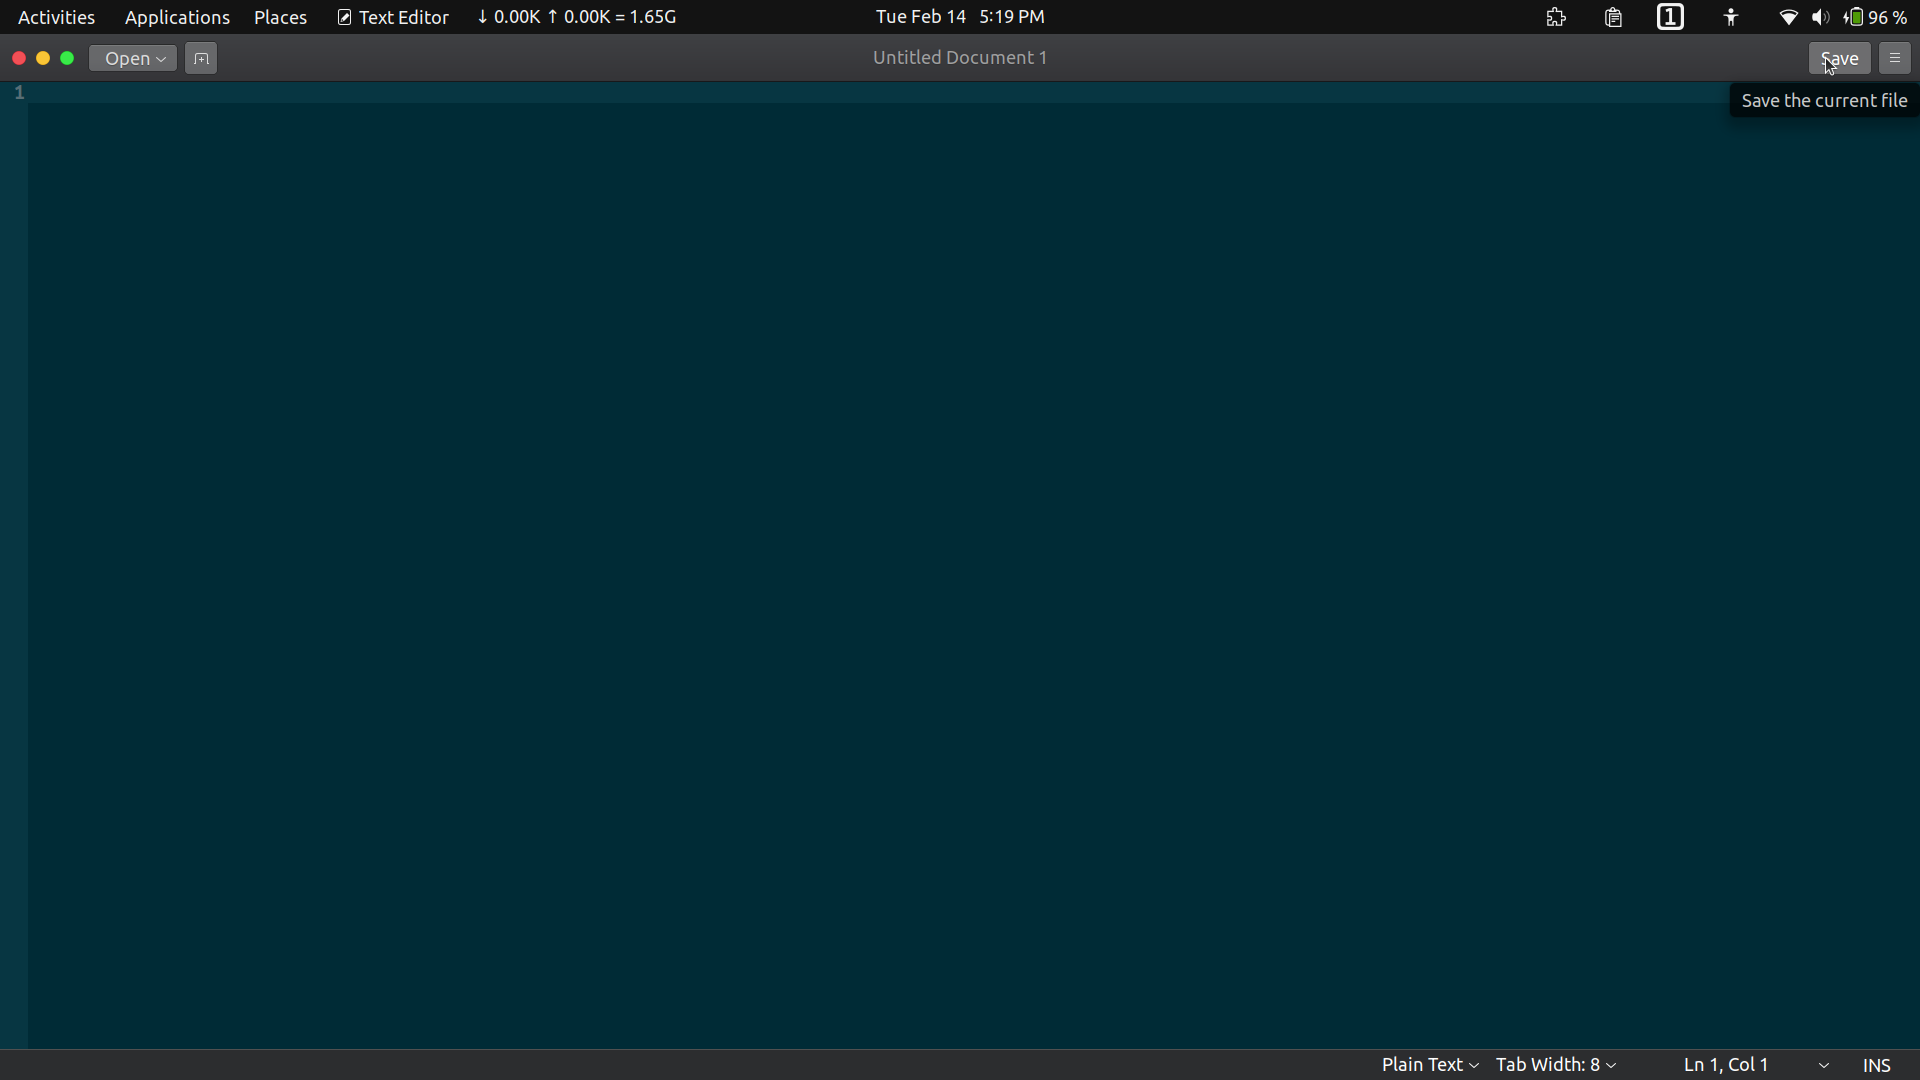 Activities Applications Places Text Editor ↓ 0.00K ↑ 0.00K = 1.65G Tue Feb 14 5:19 PM 1 96 %
Open Untitled Document 1 Save
1
Save the current file
Plain Text Tab Width: 8 Ln 1, Col 1 INS